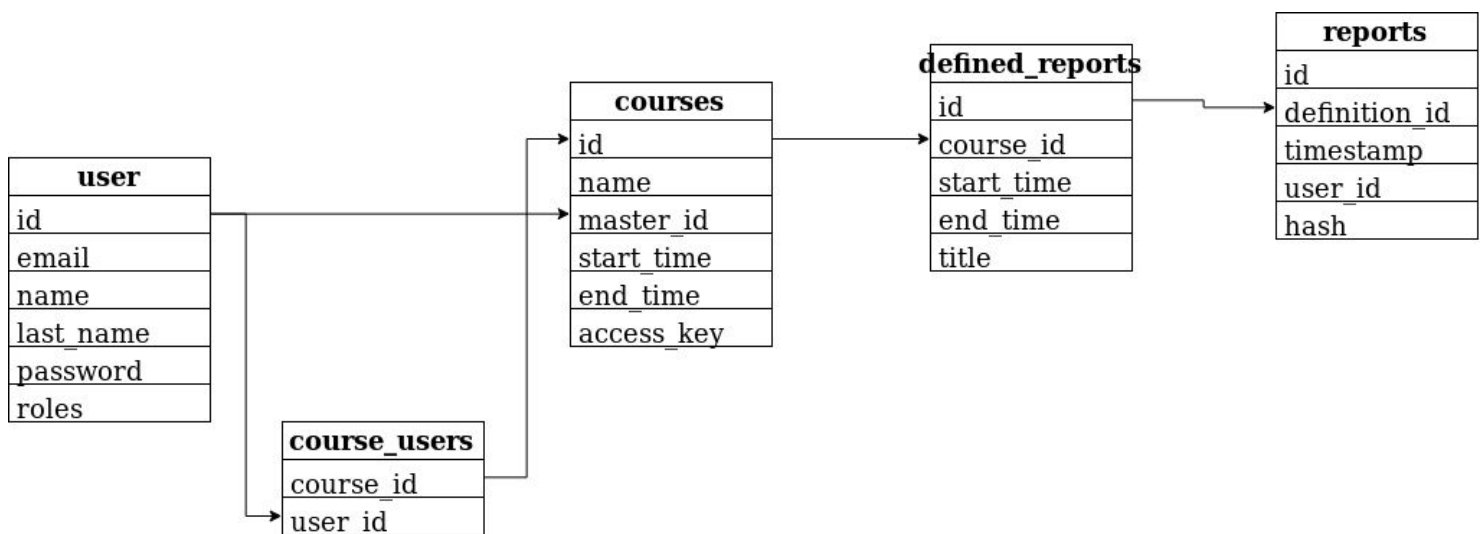 user
id
email
name
last_name
password
roles
course_users
course_id
user_id
courses
id
name
master_id
start_time
end_time
access_key
defined_reports
id
course_id
start_time
end_time
title
reports
id
definition_id
timestamp
user_id
hash